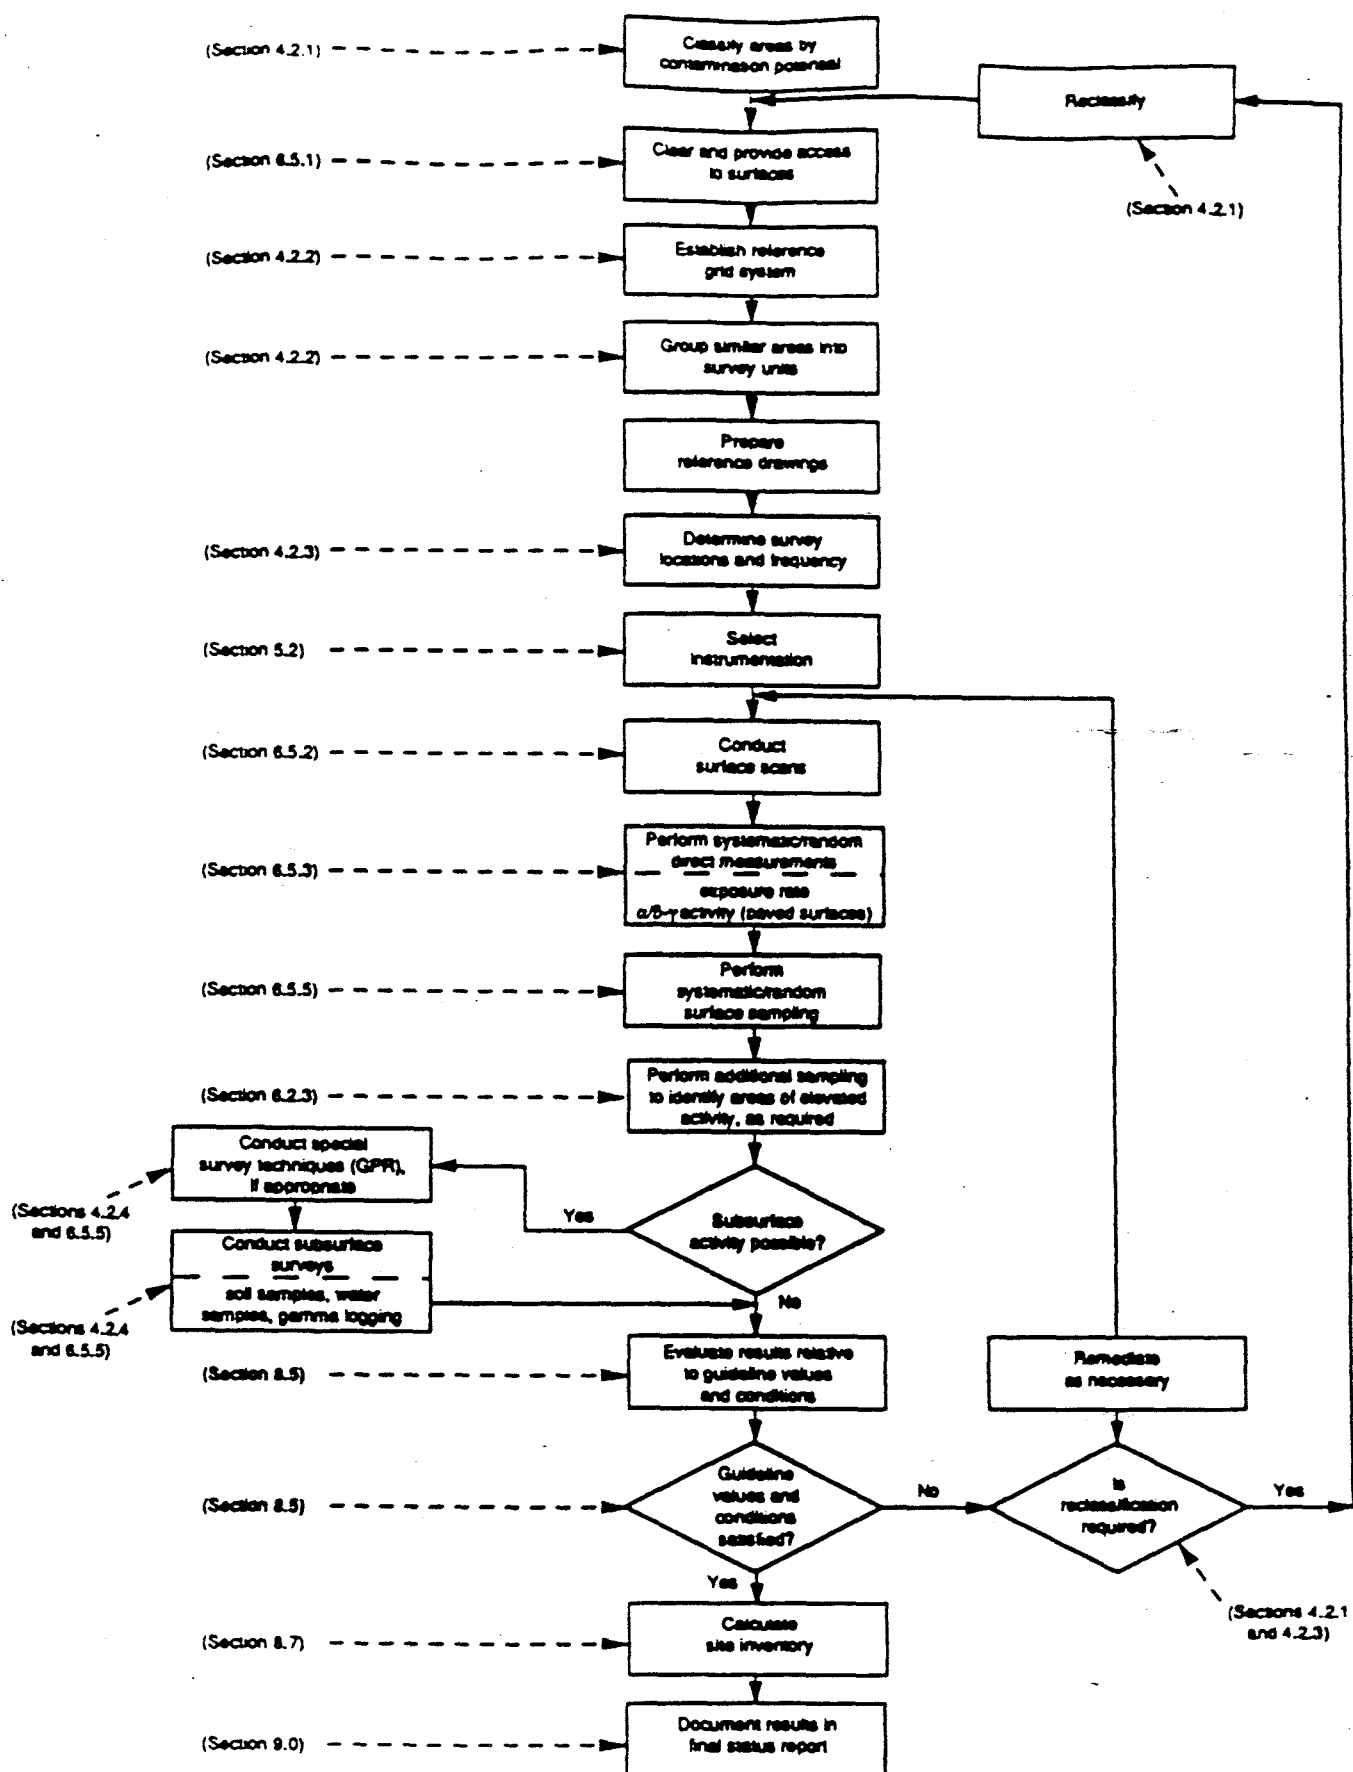 (Section 4.2.1)
Classify areas by
contamination potential
Reclassify
(Section 4.2.1)
(Section 6.5.1)
Clear and provide access
to surfaces
(Section 4.2.2)
Establish reference
grid system
(Section 4.2.2)
Group similar areas into
survey units
Prepare
reference drawings
(Section 4.2.3)
Determine survey
locations and frequency
(Section 5.2)
Select
instrumentation
(Section 6.5.2)
Conduct
surface scans
(Section 6.5.3)
Perform systematic/random
direct measurements
exposure rate
α/β-γ activity (paved surfaces)
(Section 6.5.5)
Perform
systematic/random
surface sampling
(Section 6.2.3)
Perform additional sampling
to identify areas of elevated
activity, as required
Conduct special
survey techniques (GPR),
if appropriate
(Sections 4.2.4
and 6.5.5)
Yes
Subsurface
activity possible?
No
Conduct subsurface
surveys
soil samples, water
samples, gamma logging
(Sections 4.2.4
and 6.5.5)
(Section 8.5)
Evaluate results relative
to guideline values
and conditions
Remediate
as necessary
(Section 8.5)
Guideline
values and
conditions
satisfied?
No
Is
reclassification
required?
Yes
(Sections 4.2.1
and 4.2.3)
Yes
(Section 8.7)
Calculate
site inventory
(Section 9.0)
Document results in
final status report